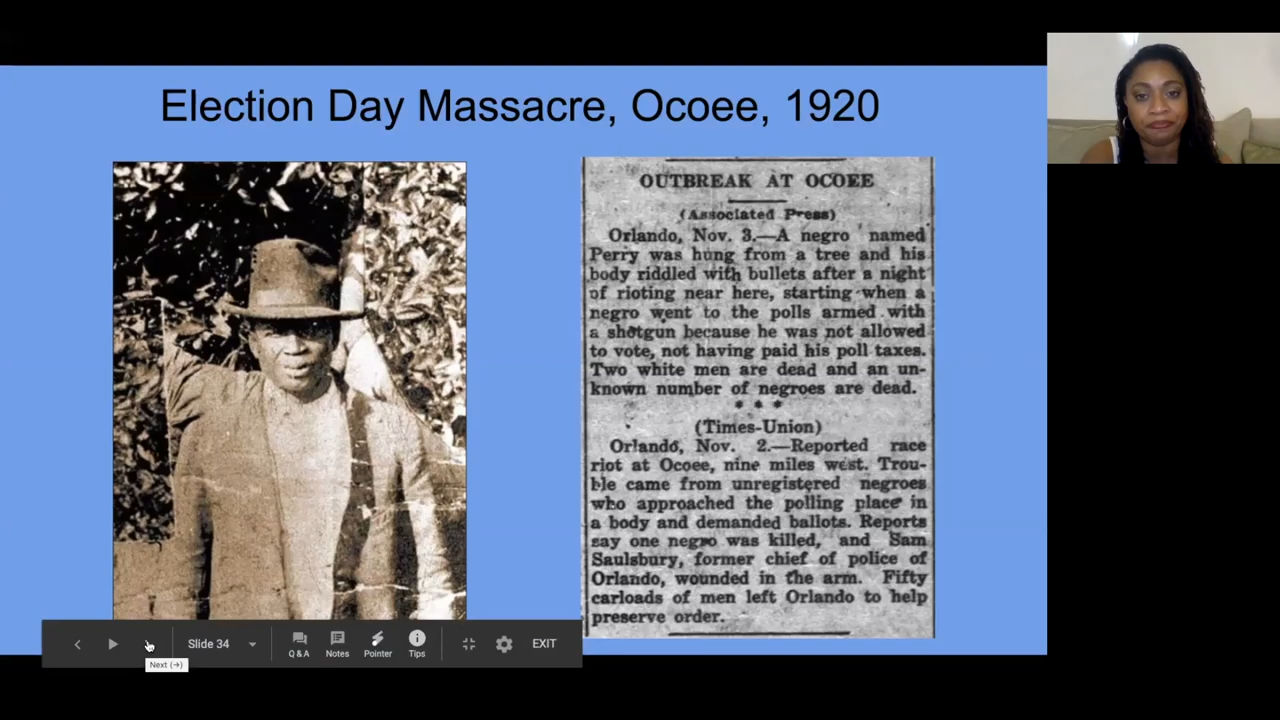 Election Day Massacre, Ocoee, 1920
OUTBREAK AT OCOEE
(Associated Press)
Orlando, Nov. 3.—A negro named
Perry was hung from a tree and his
body riddled with bullets after a night
of rioting near here, starting when a
negro went to the polls armed with
a shotgun because he was not allowed
to vote, not having paid his poll taxes.
Two white men are dead and an un-
known number of negroes are dead.
* * *
(Times-Union)
Orlando, Nov. 2.—Reported race
riot at Ocoee, nine miles west. Trou-
ble came from unregistered negroes
who approached the polling place in
a body and demanded ballots. Reports
say one negro was killed, and Sam
Saulsbury, former chief of police of
Orlando, wounded in the arm. Fifty
carloads of men left Orlando to help
preserve order.
Slide 34
Q & A
Notes
Pointer
Tips
EXIT
Next (→)